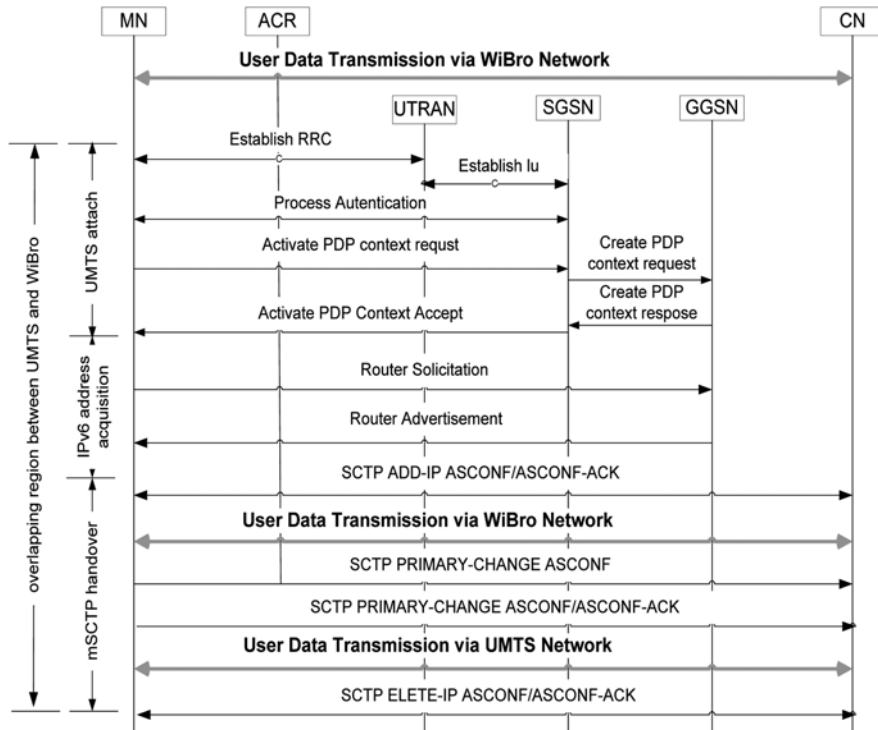 MN
ACR
CN
User Data Transmission via WiBro Network
UTRAN
SGSN
GGSN
Establish RRC
Establish Iu
Process Autentication
Activate PDP context requst
Create PDP
context request
Create PDP
context respose
Activate PDP Context Accept
Router Solicitation
Router Advertisement
SCTP ADD-IP ASCONF/ASCONF-ACK
User Data Transmission via WiBro Network
SCTP PRIMARY-CHANGE ASCONF
SCTP PRIMARY-CHANGE ASCONF/ASCONF-ACK
User Data Transmission via UMTS Network
SCTP ELETE-IP ASCONF/ASCONF-ACK
overlapping region between UMTS and WiBro
UMTS attach
IPv6 address
acquisition
mSCTP handover
c
c